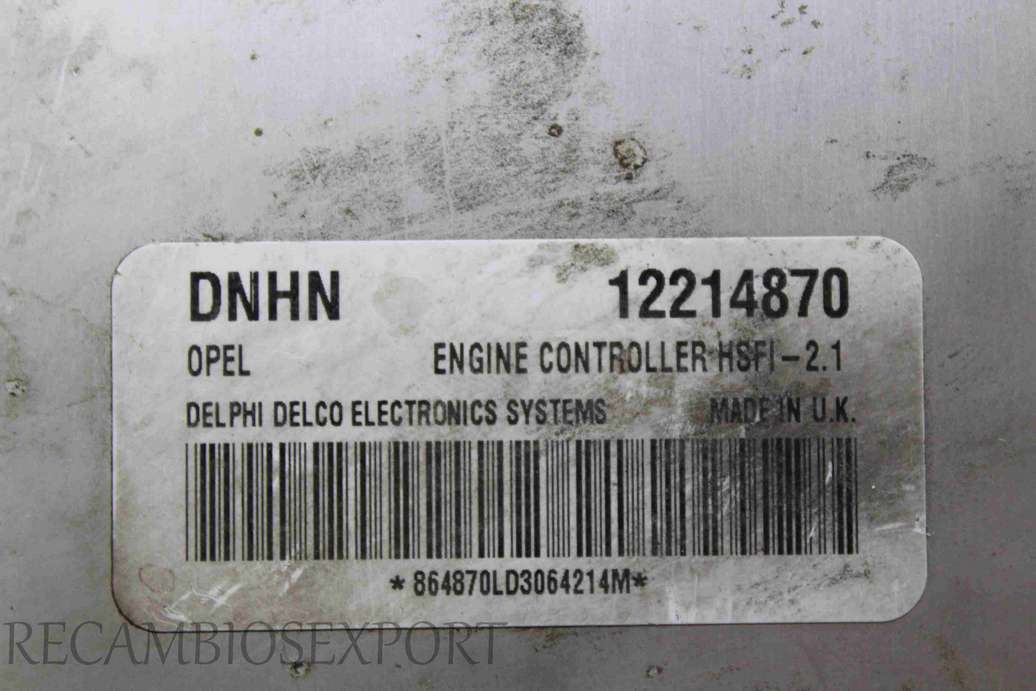 DNHN 12214870
OPEL ENGINE CONTROLLER HSFI-2.1
DELPHI DELCO ELECTRONICS SYSTEMS MADE IN U.K.
*864870LD3064214M*
RECAMBIOSEXPORT